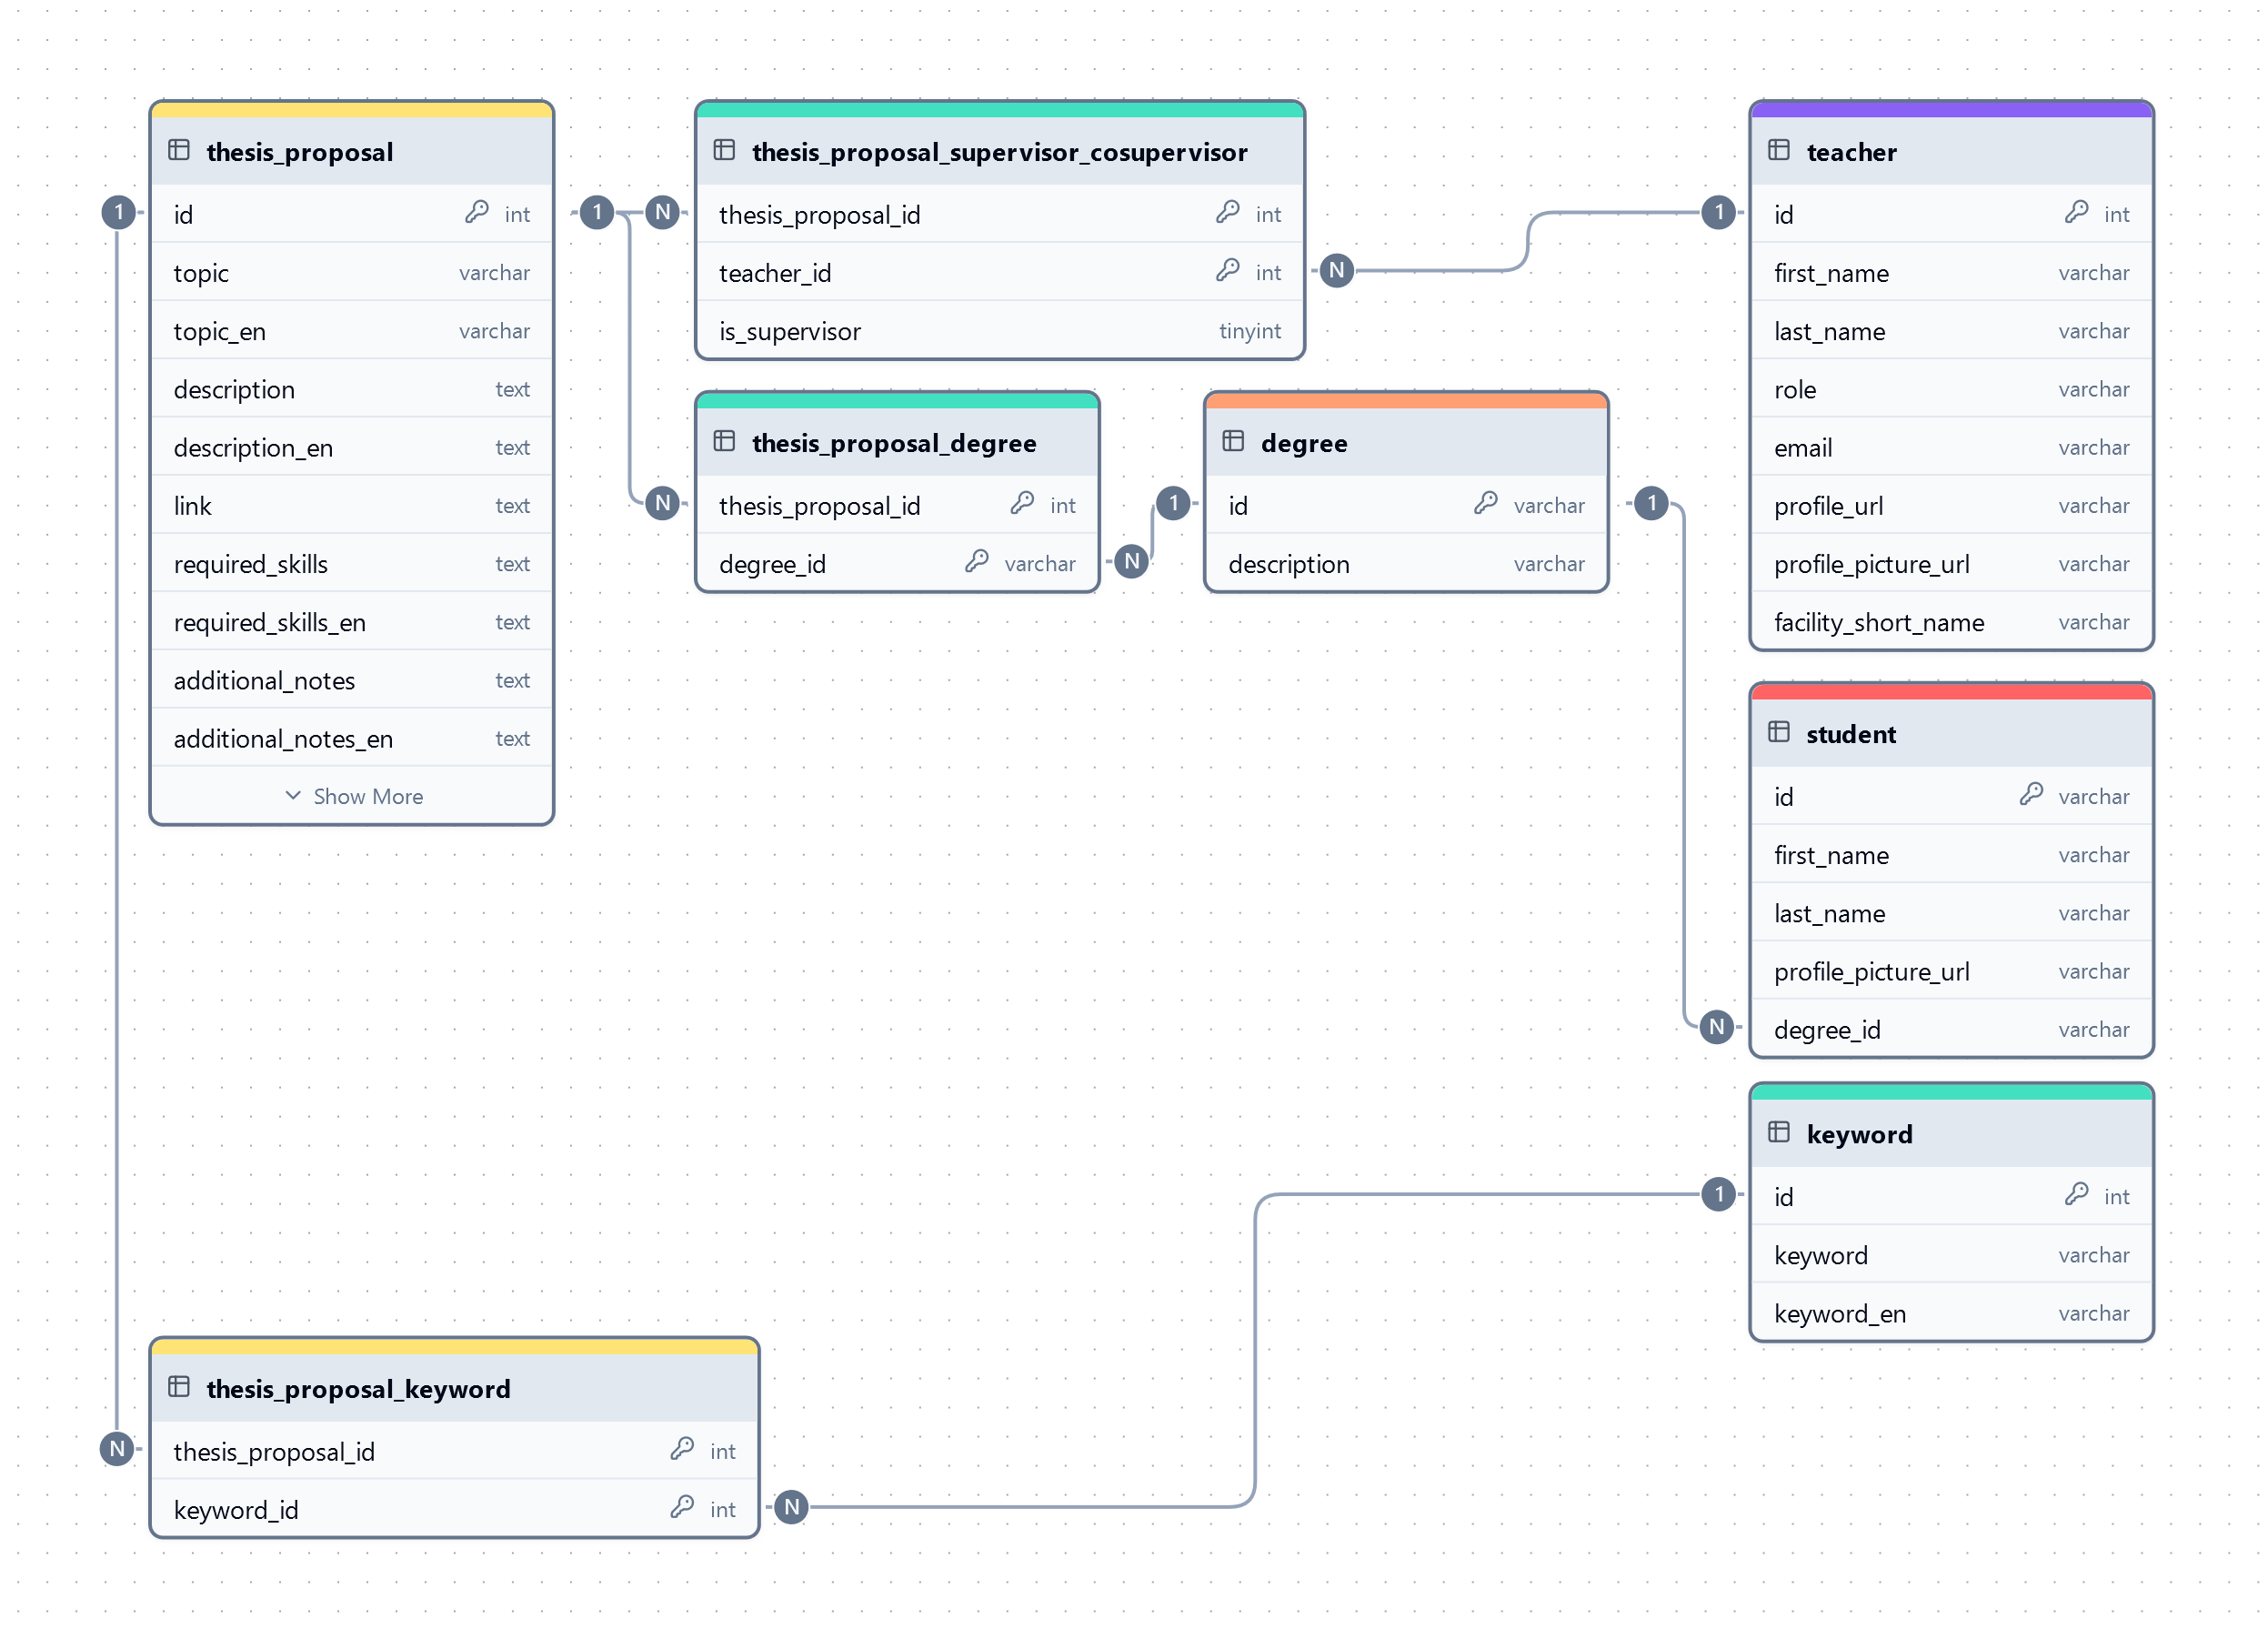 thesis_proposal
1
id int
topic varchar
topic_en varchar
description text
description_en text
link text
required_skills text
required_skills_en text
additional_notes text
additional_notes_en text
Show More
1
N
thesis_proposal_supervisor_cosupervisor
thesis_proposal_id int
teacher_id int
is_supervisor tinyint
N
1
teacher
id int
first_name varchar
last_name varchar
role varchar
email varchar
profile_url varchar
profile_picture_url varchar
facility_short_name varchar
N
thesis_proposal_degree
thesis_proposal_id int
degree_id varchar
N
1
degree
id varchar
description varchar
1
student
id varchar
first_name varchar
last_name varchar
profile_picture_url varchar
N
degree_id varchar
keyword
1
id int
keyword varchar
keyword_en varchar
thesis_proposal_keyword
N
thesis_proposal_id int
keyword_id int
N